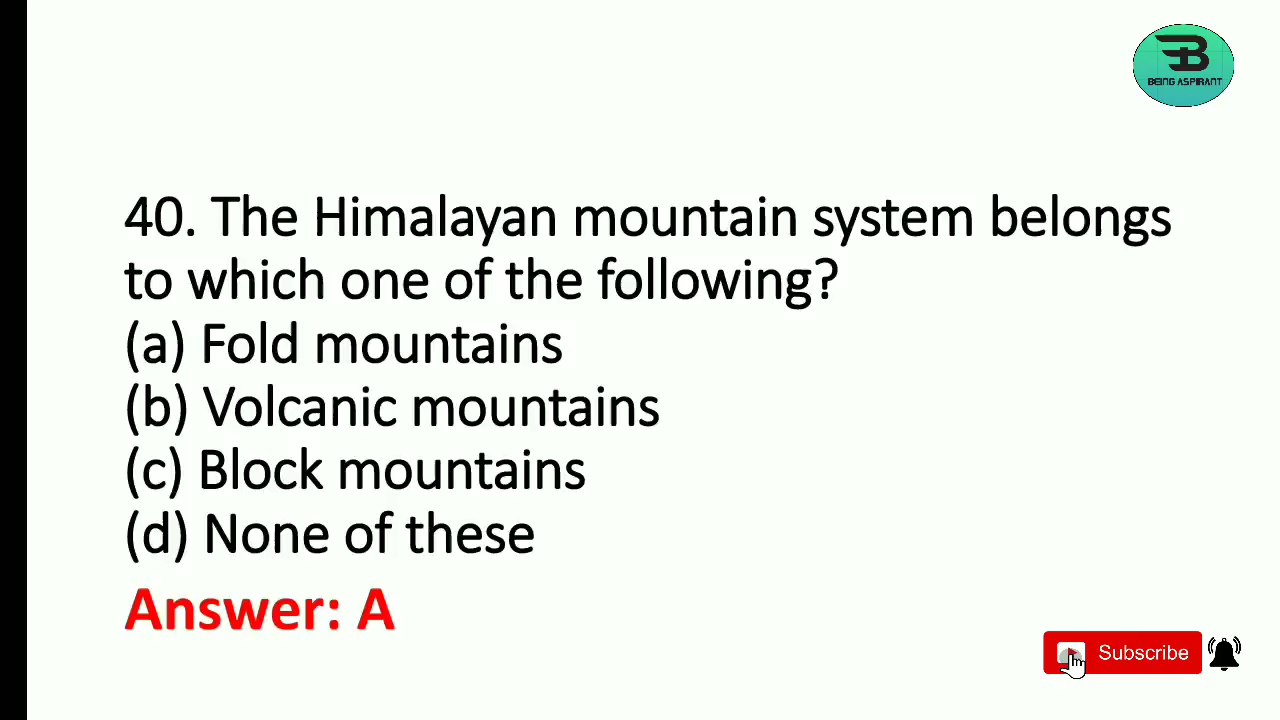 BEING ASPIRANT
40. The Himalayan mountain system belongs
to which one of the following?
(a) Fold mountains
(b) Volcanic mountains
(c) Block mountains
(d) None of these
Answer: A
Subscribe